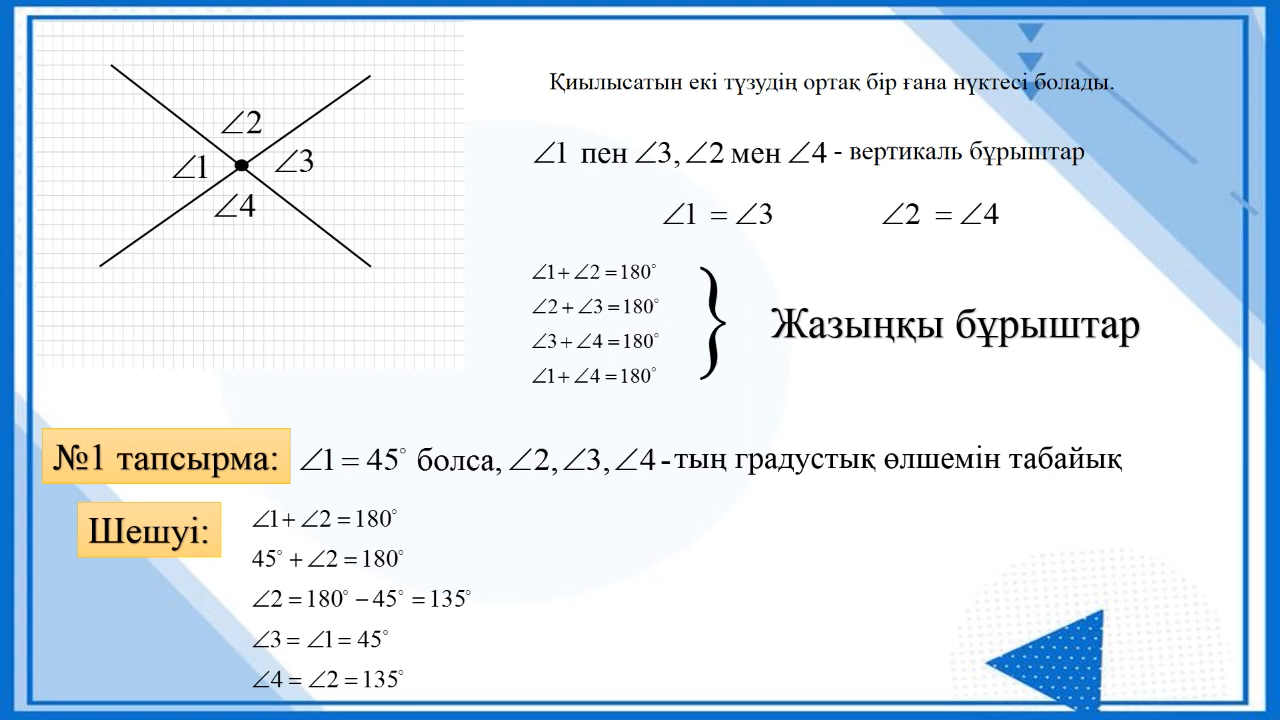 ∠2
∠1
∠3
∠4
Қиылысатын екі түзудің ортақ бір ғана нүктесі болады.
∠1 пен ∠3, ∠2 мен ∠4 - вертикаль бұрыштар
∠1 = ∠3 ∠2 = ∠4
∠1 + ∠2 = 180°
∠2 + ∠3 = 180°
∠3 + ∠4 = 180°
∠1 + ∠4 = 180°
} Жазыңқы бұрыштар
№1 тапсырма: ∠1 = 45° болса, ∠2, ∠3, ∠4 - тың градустық өлшемін табайық
Шешуі:
∠1 + ∠2 = 180°
45° + ∠2 = 180°
∠2 = 180° − 45° = 135°
∠3 = ∠1 = 45°
∠4 = ∠2 = 135°